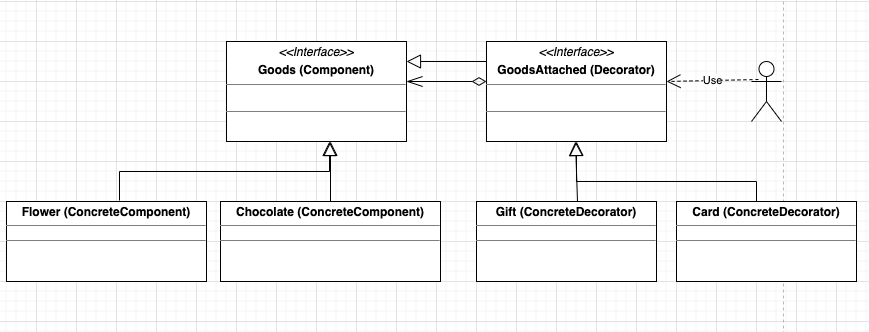 <<Interface>>
Goods (Component)
<<Interface>>
GoodsAttached (Decorator)
Use
Flower (ConcreteComponent)
Chocolate (ConcreteComponent)
Gift (ConcreteDecorator)
Card (ConcreteDecorator)